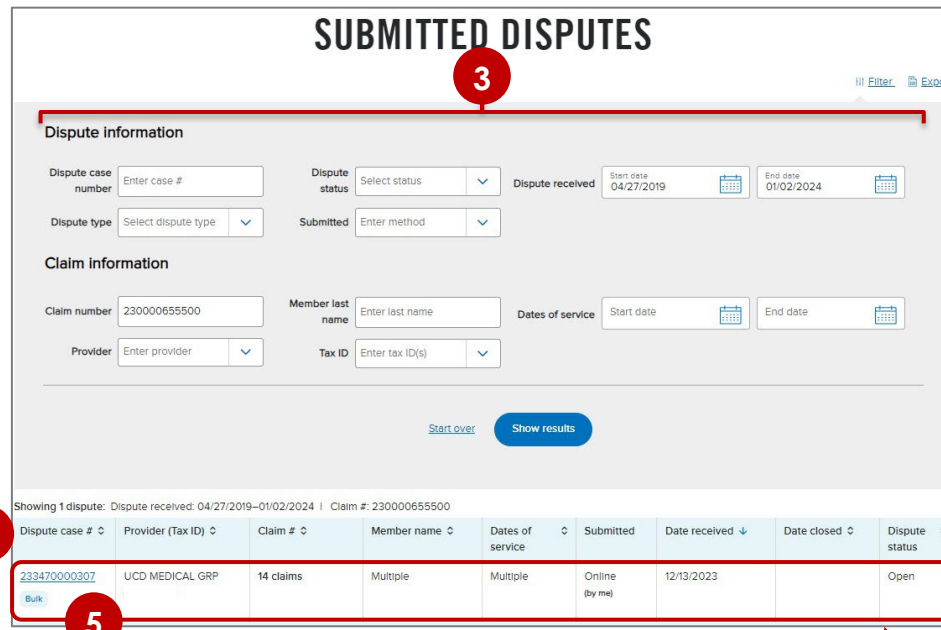 SUBMITTED DISPUTES
3
Filter Expo
Dispute information
Dispute case number Enter case # Dispute status Select status Dispute received Start date 04/27/2019 End date 01/02/2024
Dispute type Select dispute type Submitted Enter method
Claim information
Claim number 230000655500 Member last name Enter last name Dates of service Start date End date
Provider Enter provider Tax ID Enter tax ID(s)
Start over Show results
Showing 1 dispute: Dispute received: 04/27/2019–01/02/2024 | Claim #: 230000655500
Dispute case # Provider (Tax ID) Claim # Member name Dates of service Submitted Date received Date closed Dispute status
233470000307 UCD MEDICAL GRP 14 claims Multiple Multiple Online (by me) 12/13/2023 Open
Bulk
5